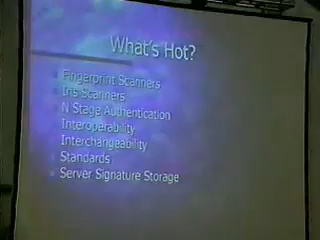 What's Hot?
Fingerprint Scanners
Iris Scanners
N Stage Authentication
Interoperability
Interchangeability
Standards
Server Signature Storage